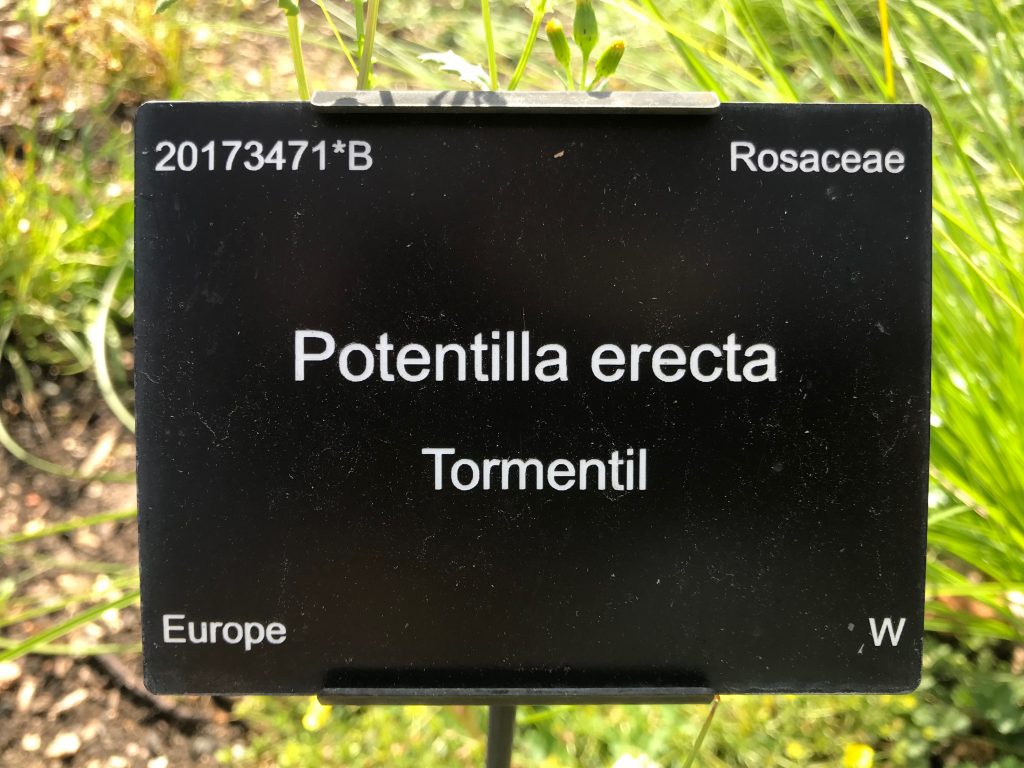 20173471*B
Rosaceae
Potentilla erecta
Tormentil
Europe
W